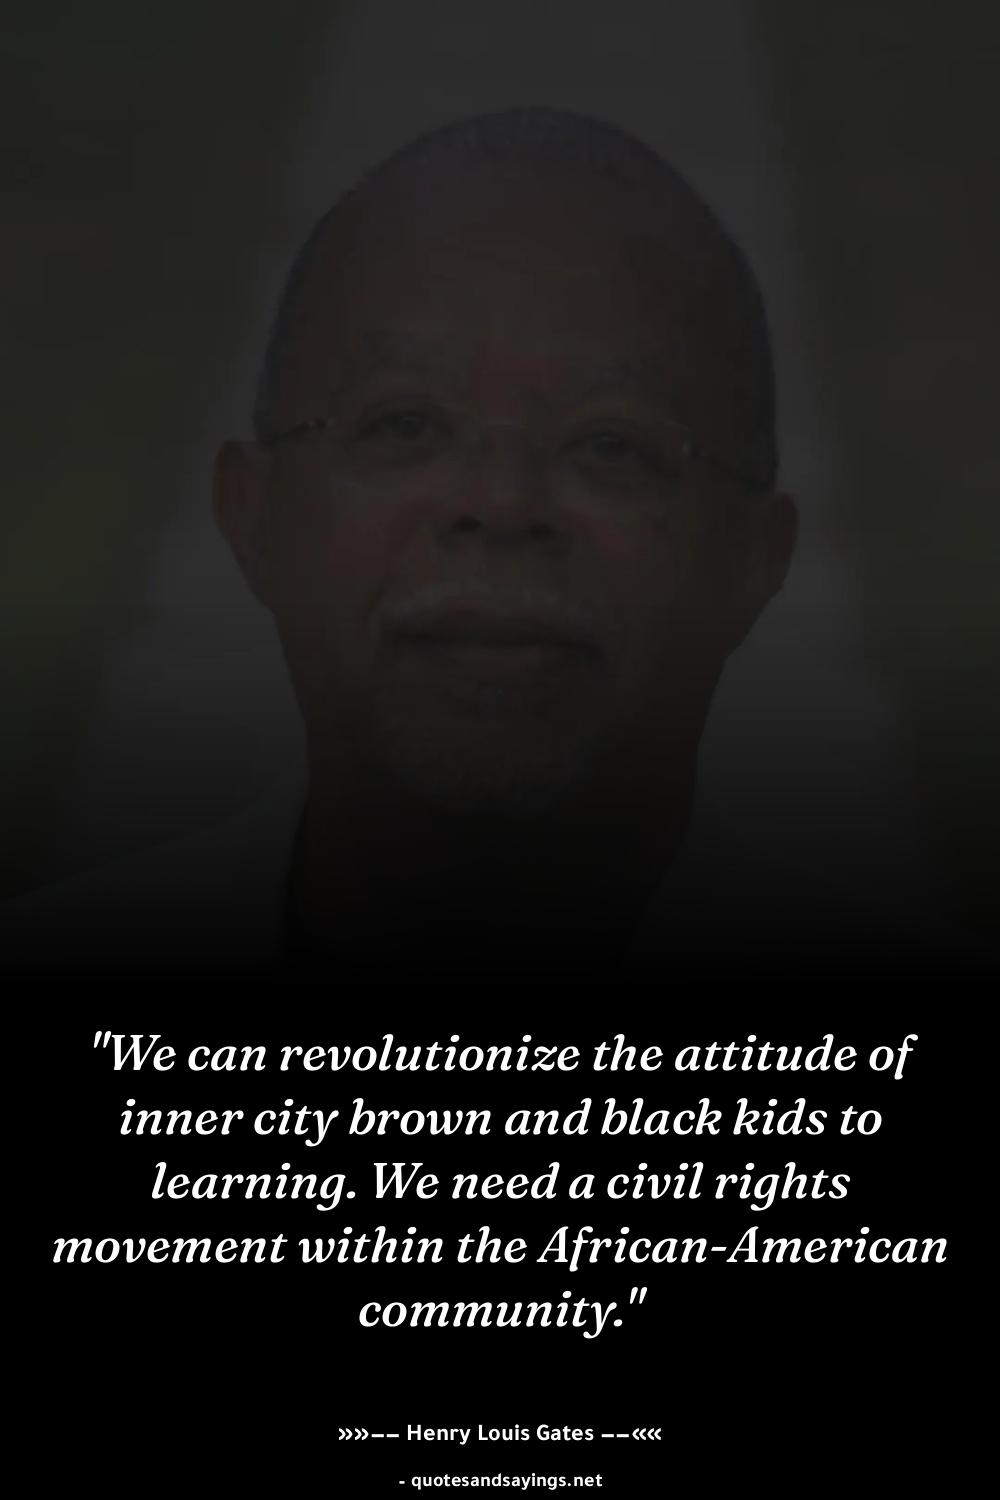 "We can revolutionize the attitude of
inner city brown and black kids to
learning. We need a civil rights
movement within the African-American
community."
»»−− Henry Louis Gates −−««
- quotesandsayings.net